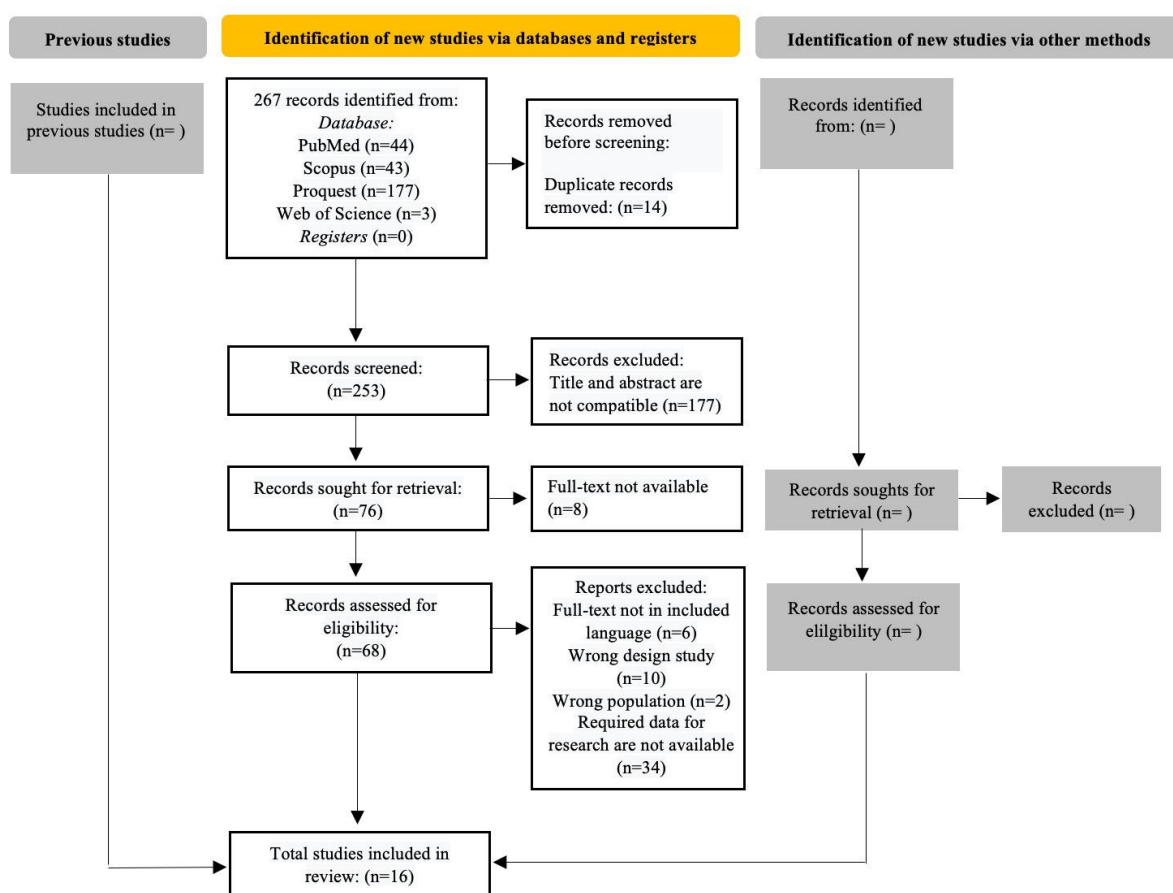 Previous studies
Identification of new studies via databases and registers
Identification of new studies via other methods
Studies included in
previous studies (n= )
267 records identified from:
Database:
PubMed (n=44)
Scopus (n=43)
Proquest (n=177)
Web of Science (n=3)
Registers (n=0)
Records removed
before screening:
Duplicate records
removed: (n=14)
Records identified
from: (n= )
Records screened:
(n=253)
Records excluded:
Title and abstract are
not compatible (n=177)
Records sought for retrieval:
(n=76)
Full-text not available
(n=8)
Records soughts for
retrieval (n= )
Records
excluded (n= )
Records assessed for
eligibility:
(n=68)
Reports excluded:
Full-text not in included
language (n=6)
Wrong design study
(n=10)
Wrong population (n=2)
Required data for
research are not available
(n=34)
Records assessed for
elilgibility (n= )
Total studies included in
review: (n=16)